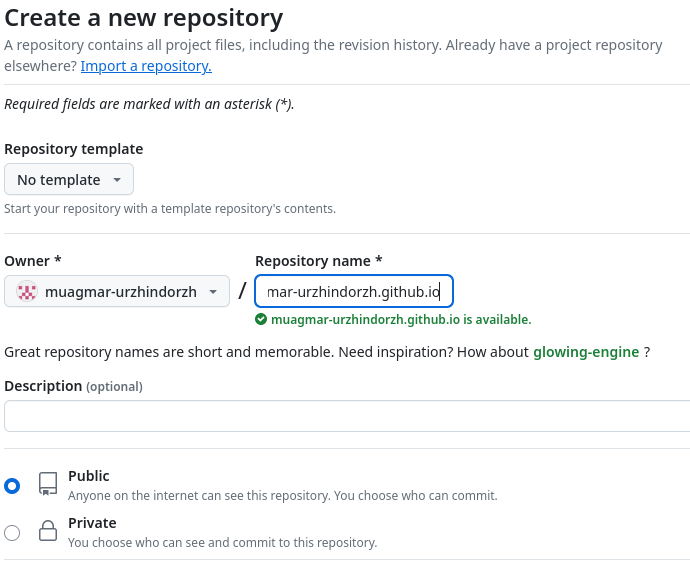 Create a new repository
A repository contains all project files, including the revision history. Already have a project repository
elsewhere? Import a repository.
Required fields are marked with an asterisk (*).
Repository template
No template
Start your repository with a template repository's contents.
Owner *
Repository name *
muagmar-urzhindorzh
/
mar-urzhindorzh.github.io
muagmar-urzhindorzh.github.io is available.
Great repository names are short and memorable. Need inspiration? How about glowing-engine ?
Description (optional)
Public
Anyone on the internet can see this repository. You choose who can commit.
Private
You choose who can see and commit to this repository.